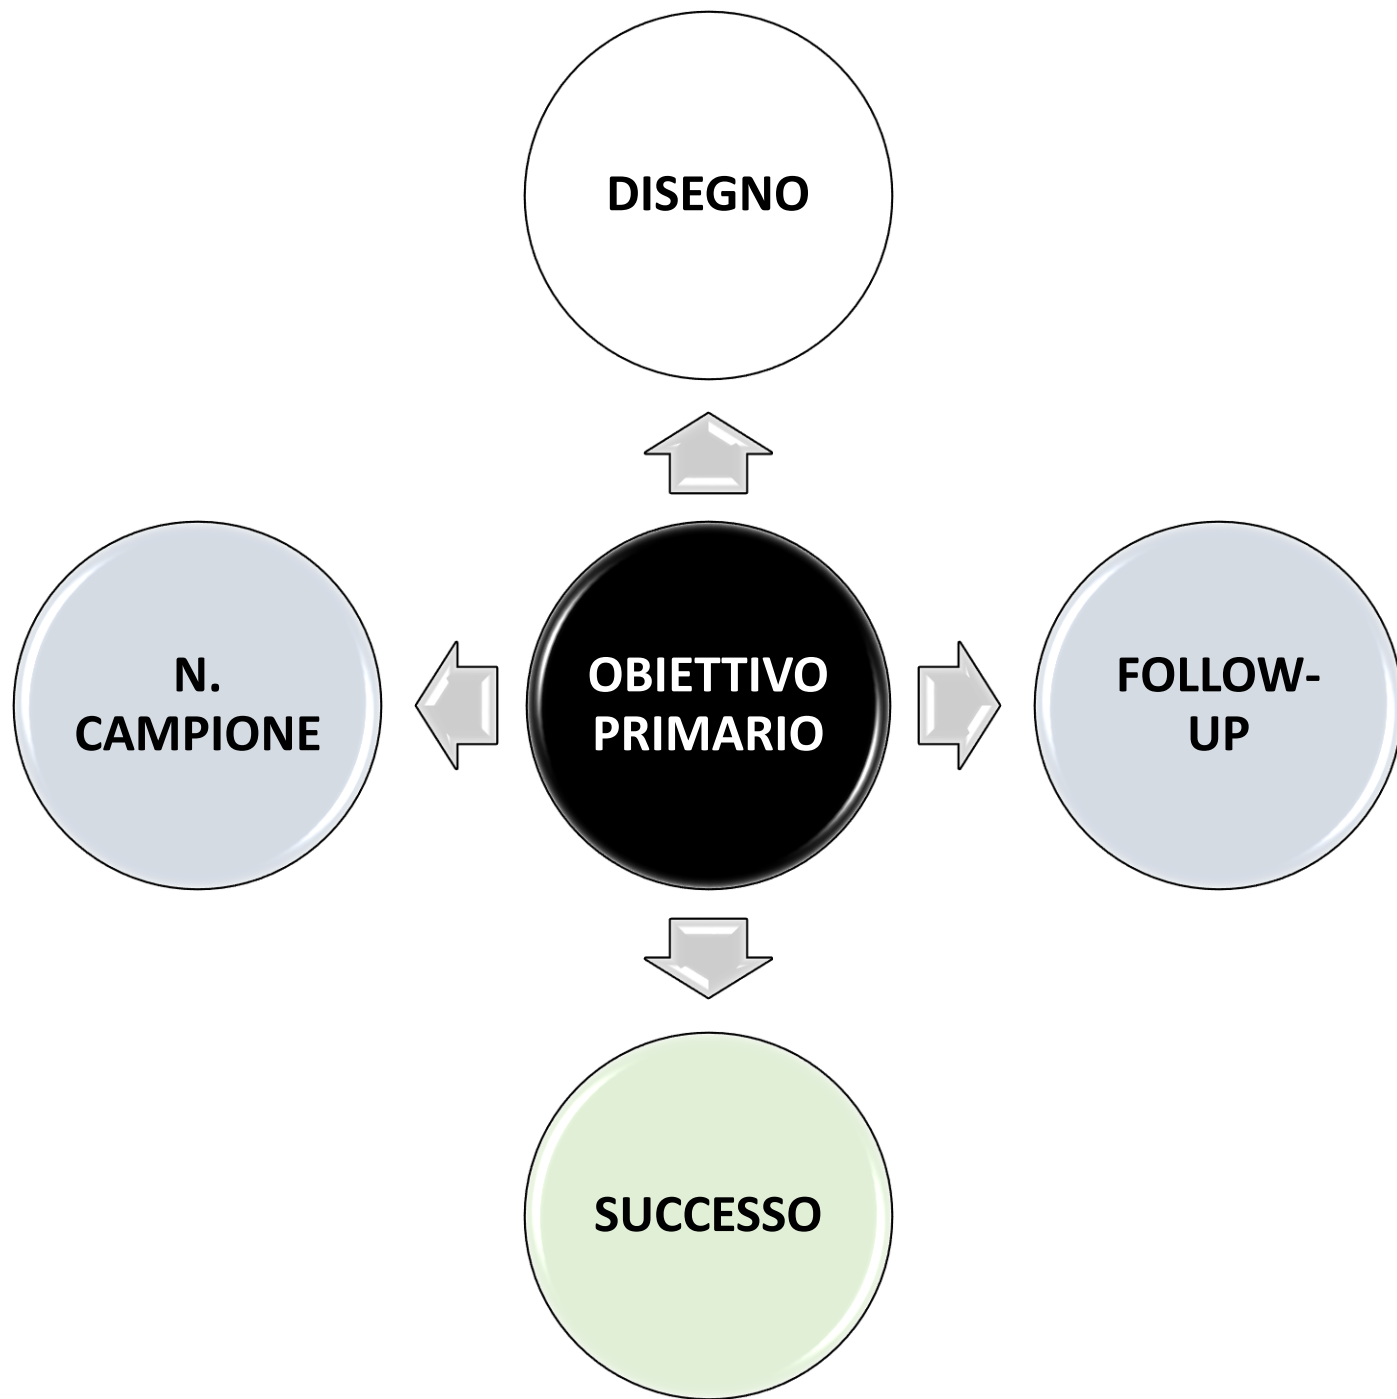 DISEGNO
N.
CAMPIONE
OBIETTIVO
PRIMARIO
FOLLOW-
UP
SUCCESSO